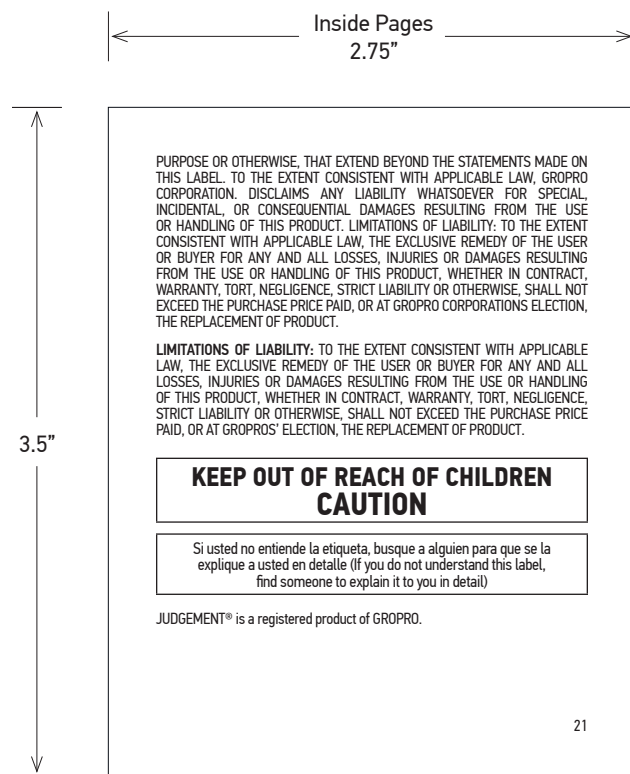 Inside Pages
2.75”
3.5”
PURPOSE OR OTHERWISE, THAT EXTEND BEYOND THE STATEMENTS MADE ON
THIS LABEL. TO THE EXTENT CONSISTENT WITH APPLICABLE LAW, GROPRO
CORPORATION. DISCLAIMS ANY LIABILITY WHATSOEVER FOR SPECIAL,
INCIDENTAL, OR CONSEQUENTIAL DAMAGES RESULTING FROM THE USE
OR HANDLING OF THIS PRODUCT. LIMITATIONS OF LIABILITY: TO THE EXTENT
CONSISTENT WITH APPLICABLE LAW, THE EXCLUSIVE REMEDY OF THE USER
OR BUYER FOR ANY AND ALL LOSSES, INJURIES OR DAMAGES RESULTING
FROM THE USE OR HANDLING OF THIS PRODUCT, WHETHER IN CONTRACT,
WARRANTY, TORT, NEGLIGENCE, STRICT LIABILITY OR OTHERWISE, SHALL NOT
EXCEED THE PURCHASE PRICE PAID, OR AT GROPRO CORPORATIONS ELECTION,
THE REPLACEMENT OF PRODUCT.
LIMITATIONS OF LIABILITY: TO THE EXTENT CONSISTENT WITH APPLICABLE
LAW, THE EXCLUSIVE REMEDY OF THE USER OR BUYER FOR ANY AND ALL
LOSSES, INJURIES OR DAMAGES RESULTING FROM THE USE OR HANDLING
OF THIS PRODUCT, WHETHER IN CONTRACT, WARRANTY, TORT, NEGLIGENCE,
STRICT LIABILITY OR OTHERWISE, SHALL NOT EXCEED THE PURCHASE PRICE
PAID, OR AT GROPROS’ ELECTION, THE REPLACEMENT OF PRODUCT.
KEEP OUT OF REACH OF CHILDREN
CAUTION
Si usted no entiende la etiqueta, busque a alguien para que se la
explique a usted en detalle (If you do not understand this label,
find someone to explain it to you in detail)
JUDGEMENT® is a registered product of GROPRO.
21